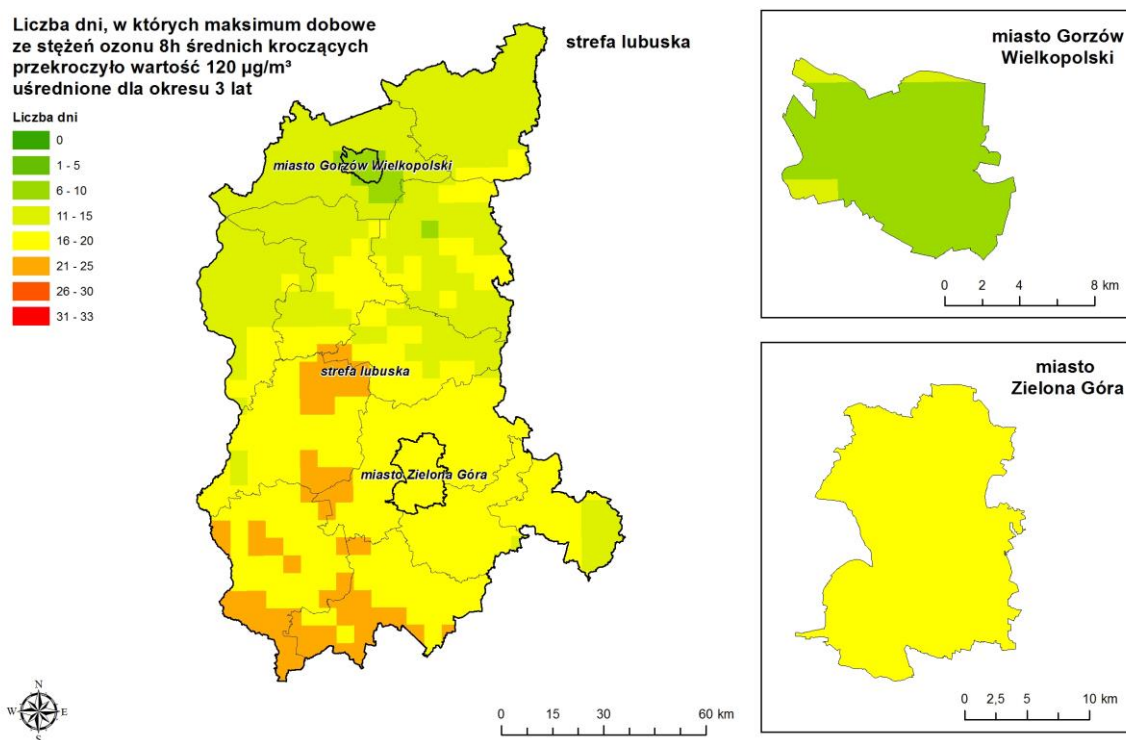 Liczba dni, w których maksimum dobowe
ze stężeń ozonu 8h średnich kroczących
przekroczyło wartość 120 µg/m³
uśrednione dla okresu 3 lat
Liczba dni
0
1 - 5
6 - 10
11 - 15
16 - 20
21 - 25
26 - 30
31 - 33
strefa lubuska
miasto Gorzów Wielkopolski
strefa lubuska
miasto Zielona Góra
N
W E
S
0 15 30 60 km
miasto Gorzów
Wielkopolski
0 2 4 8 km
miasto
Zielona Góra
0 2,5 5 10 km